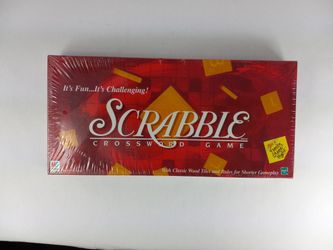 It's Fun...It's Challenging!
SCRABBLE
CROSSWORD GAME
With Classic Wood Tiles and Rules for Shorter Gameplay